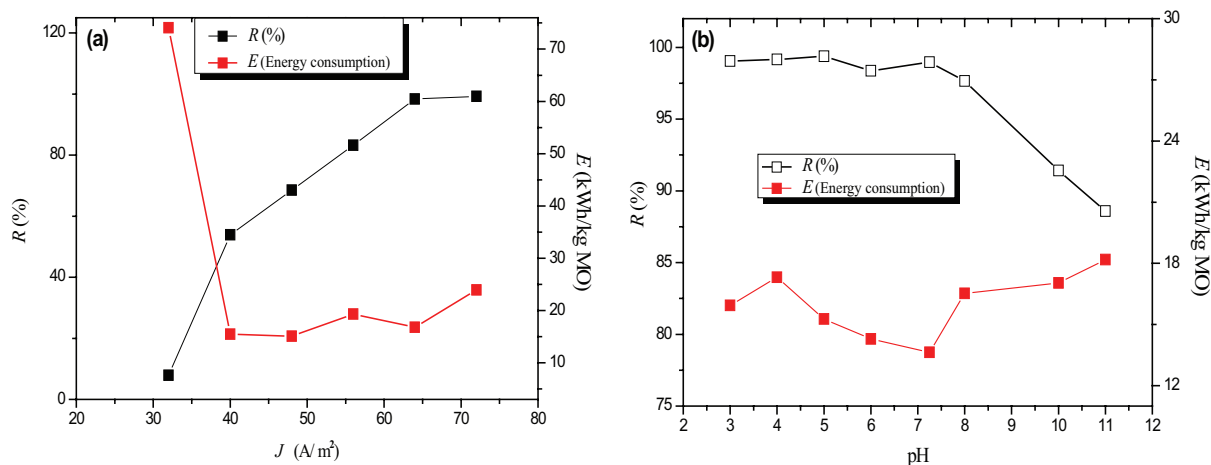 (a)
R (%)
E (Energy consumption)
120
80
40
0
R (%)
70
60
50
40
30
20
10
E (kWh/kg MO)
20 30 40 50 60 70 80
J (A/m²)
(b)
R (%)
E (Energy consumption)
100
95
90
85
80
75
R (%)
30
24
18
12
E (kWh/kg MO)
2 3 4 5 6 7 8 9 10 11 12
pH